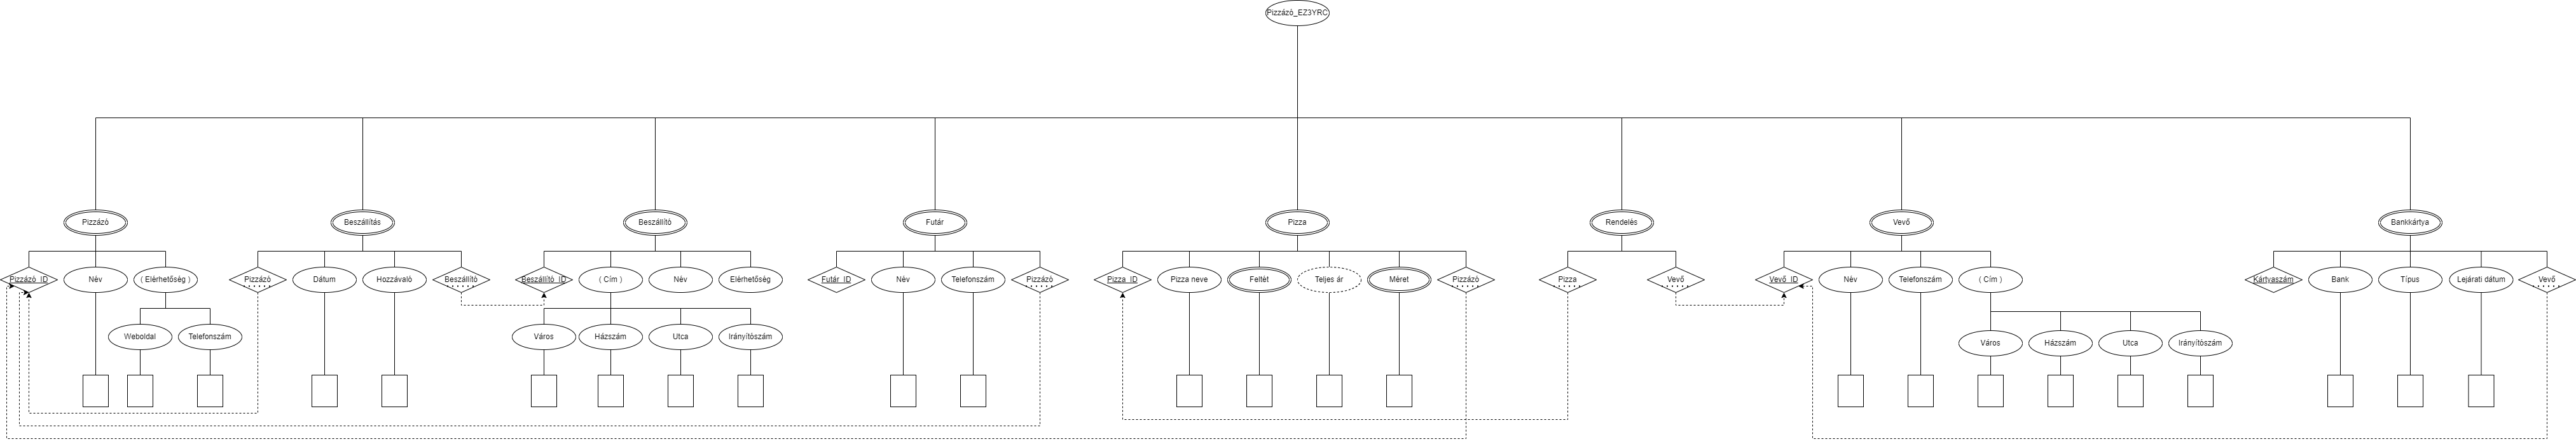 Pizzázó_EZ3YRC
Pizzázó
Beszállítás
Beszállító
Futár
Pizza
Rendelés
Vevő
Bankkártya
Pizzázó_ID
Név
( Elérhetőség )
Pizzázó
Dátum
Hozzávaló
Beszállító
Beszállító_ID
( Cím )
Név
Elérhetőség
Futár_ID
Név
Telefonszám
Pizzázó
Pizza_ID
Pizza neve
Feltét
Teljes ár
Méret
Pizzázó
Pizza
Vevő
Vevő_ID
Név
Telefonszám
( Cím )
Kártyaszám
Bank
Típus
Lejárati dátum
Vevő
Weboldal
Telefonszám
Város
Házszám
Utca
Irányítószám
Város
Házszám
Utca
Irányítószám